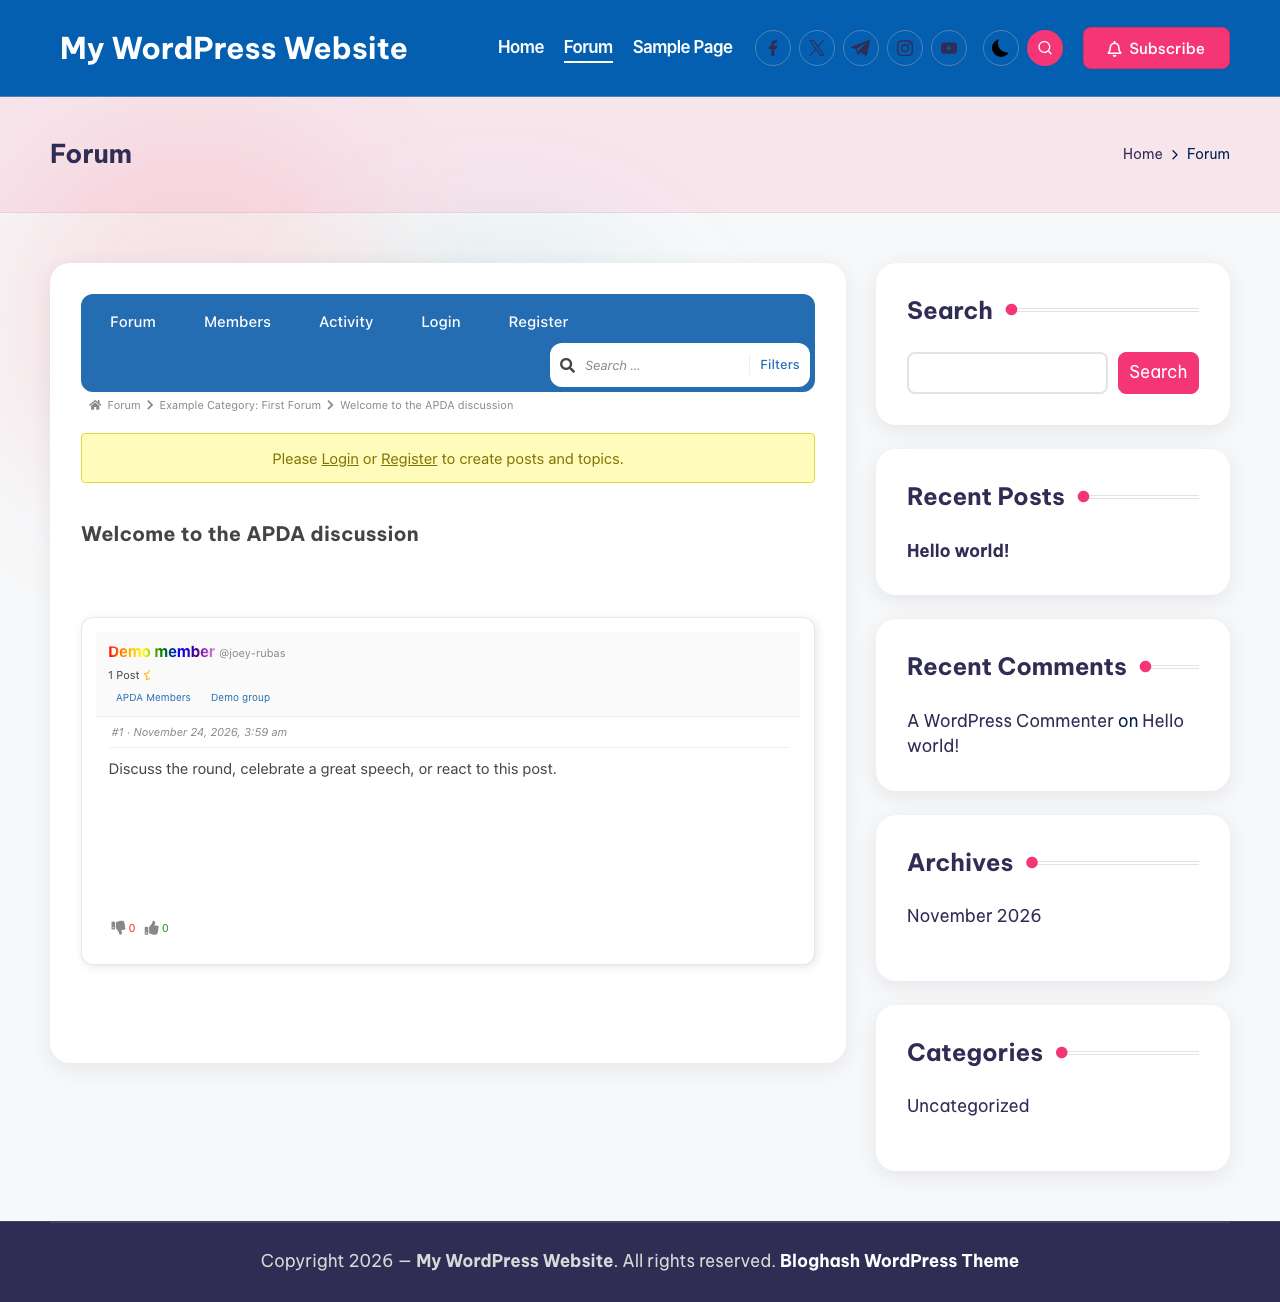 My WordPress Website
Home Forum Sample Page
Subscribe
Forum
Home Forum
Forum Members Activity Login Register
Search ... Filters
Forum Example Category: First Forum Welcome to the APDA discussion
Please Login or Register to create posts and topics.
Welcome to the APDA discussion
Demo member @joey-rubas
1 Post
APDA Members Demo group
#1 · November 24, 2026, 3:59 am
Discuss the round, celebrate a great speech, or react to this post.
0 0
Search
Search
Recent Posts
Hello world!
Recent Comments
A WordPress Commenter on Hello
world!
Archives
November 2026
Categories
Uncategorized
Copyright 2026 — My WordPress Website. All rights reserved. Bloghash WordPress Theme